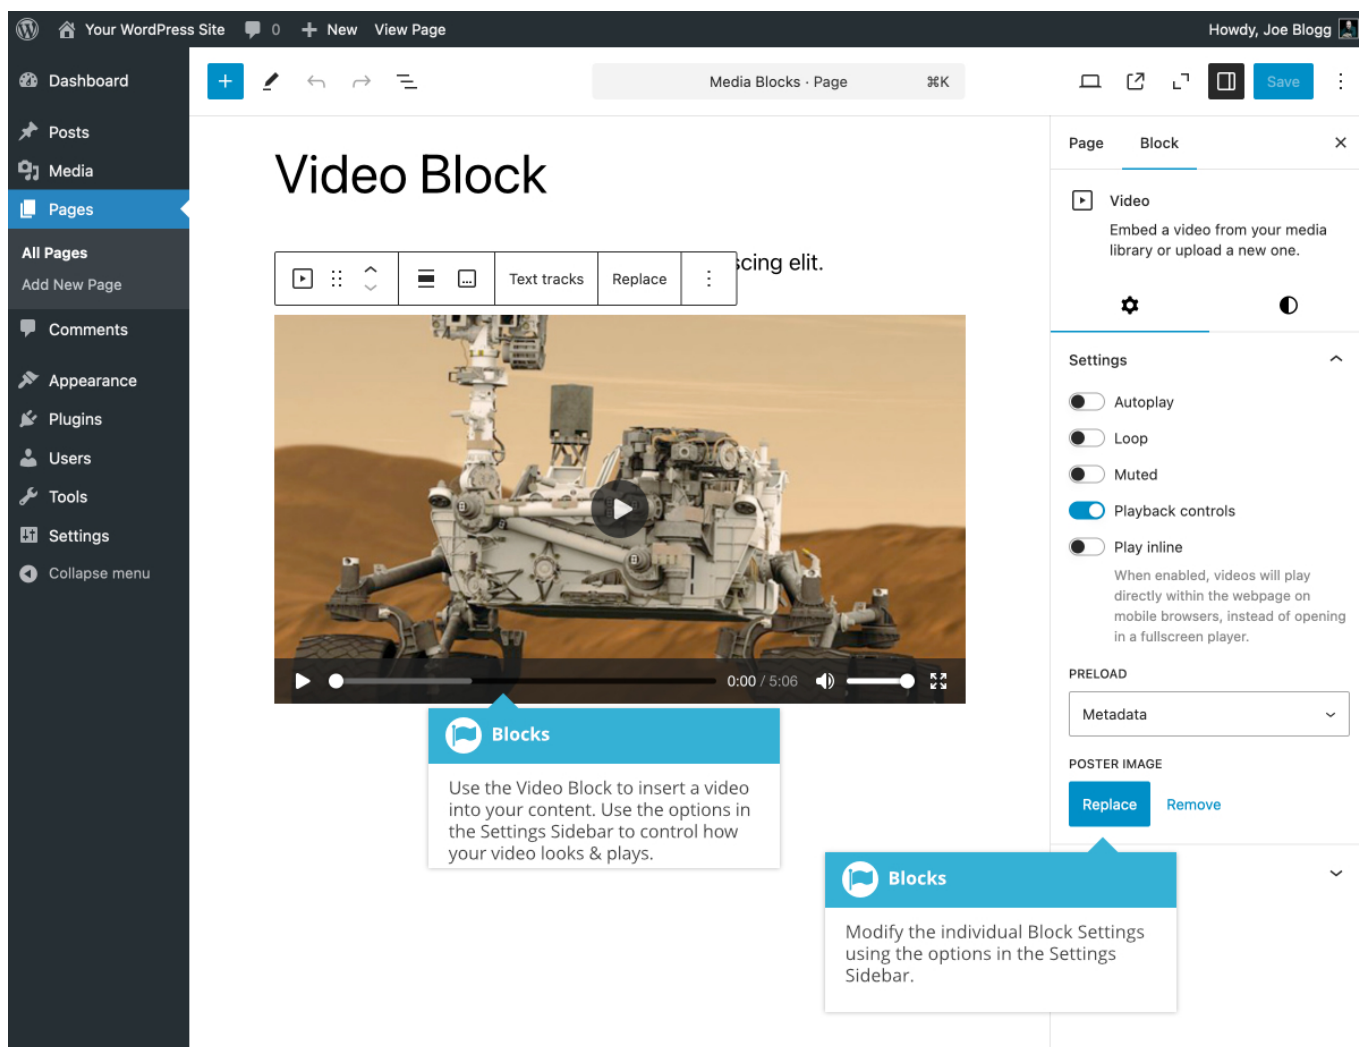 Your WordPress Site
0
New
View Page
Howdy, Joe Blogg
Dashboard
Posts
Media
Pages
All Pages
Add New Page
Comments
Appearance
Plugins
Users
Tools
Settings
Collapse menu
Media Blocks · Page
⌘K
Save
Video Block
scing elit.
Text tracks
Replace
0:00 / 5:06
Blocks
Use the Video Block to insert a video
into your content. Use the options in
the Settings Sidebar to control how
your video looks & plays.
Page
Block
Video
Embed a video from your media
library or upload a new one.
Settings
Autoplay
Loop
Muted
Playback controls
Play inline
When enabled, videos will play
directly within the webpage on
mobile browsers, instead of opening
in a fullscreen player.
PRELOAD
Metadata
POSTER IMAGE
Replace
Remove
Blocks
Modify the individual Block Settings
using the options in the Settings
Sidebar.